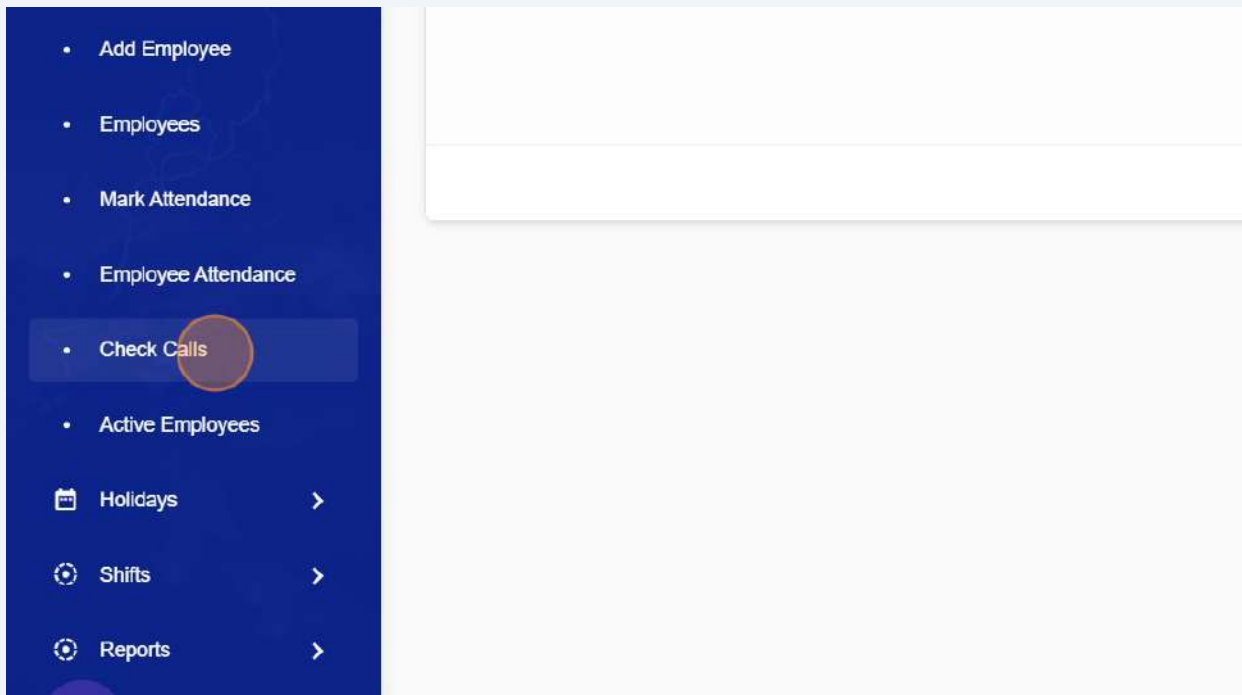 Add Employee
Employees
Mark Attendance
Employee Attendance
Check Calls
Active Employees
Holidays
Shifts
Reports